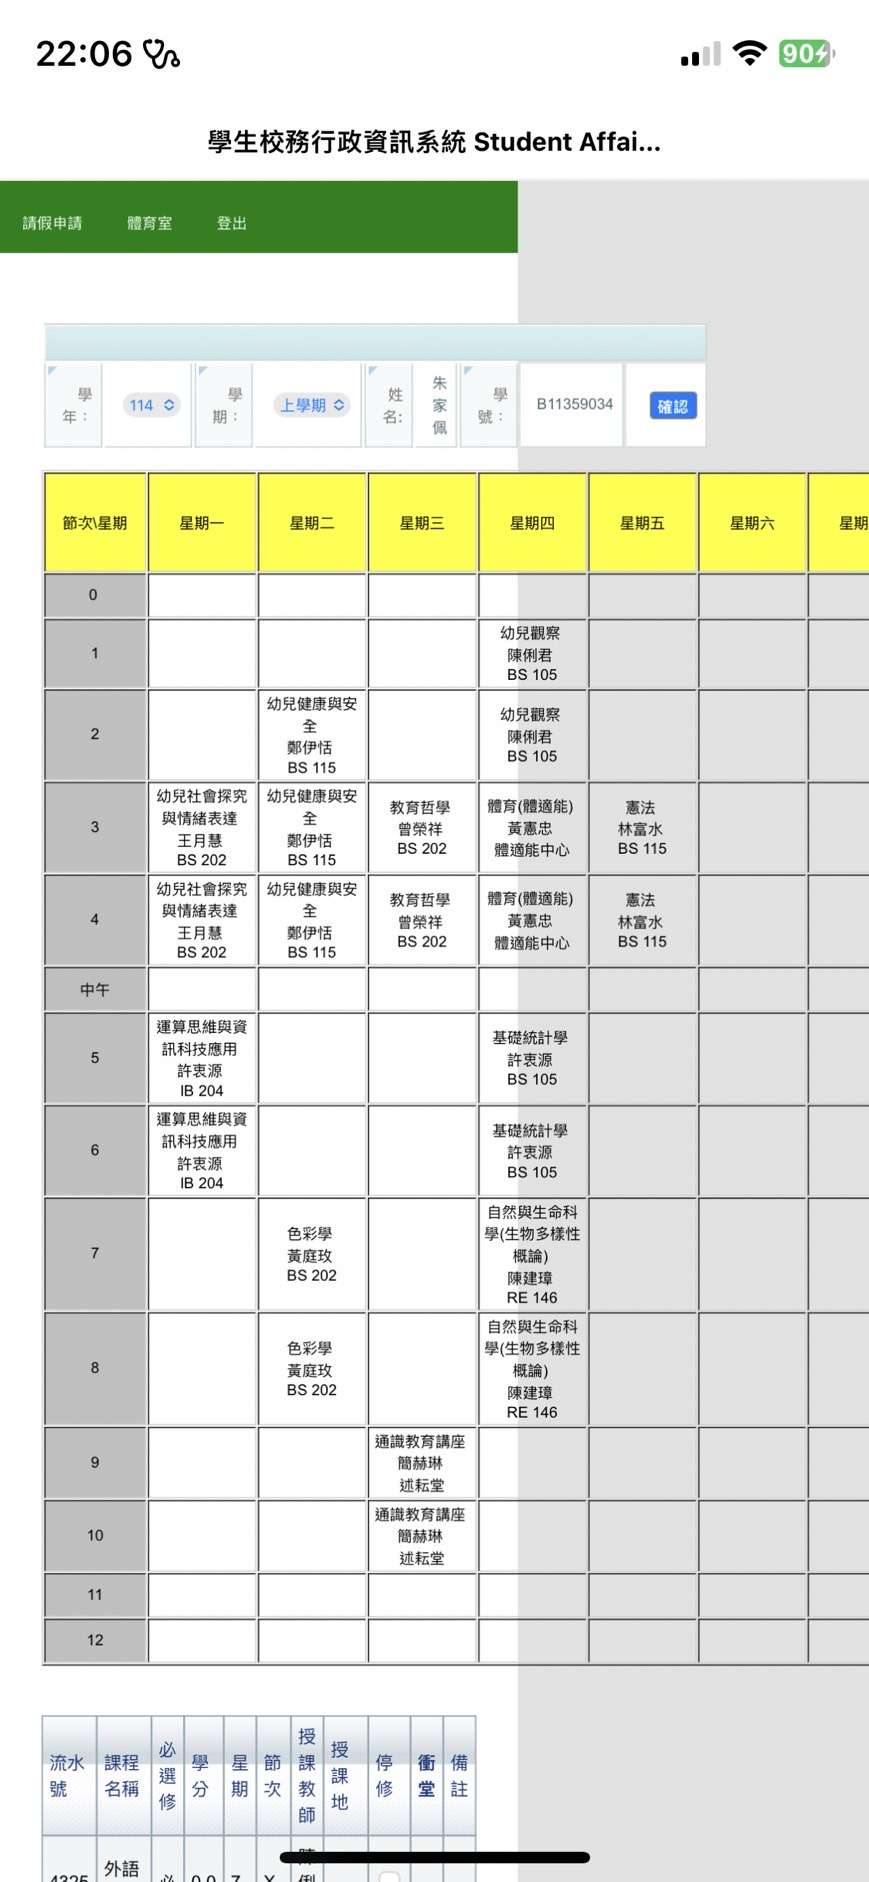 22:06
90
學生校務行政資訊系統 Student Affai...
請假申請 體育室 登出
學年： 114 學期： 上學期 姓名: 朱家佩 學號： B11359034 確認
節次\星期 星期一 星期二 星期三 星期四 星期五 星期六 星期
0
1
幼兒觀察
陳俐君
BS 105
2
幼兒健康與安
全
鄭伊恬
BS 115
幼兒觀察
陳俐君
BS 105
3
幼兒社會探究
與情緒表達
王月慧
BS 202
幼兒健康與安
全
鄭伊恬
BS 115
教育哲學
曾榮祥
BS 202
體育(體適能)
黃憲忠
體適能中心
憲法
林富水
BS 115
4
幼兒社會探究
與情緒表達
王月慧
BS 202
幼兒健康與安
全
鄭伊恬
BS 115
教育哲學
曾榮祥
BS 202
體育(體適能)
黃憲忠
體適能中心
憲法
林富水
BS 115
中午
5
運算思維與資
訊科技應用
許衷源
IB 204
基礎統計學
許衷源
BS 105
6
運算思維與資
訊科技應用
許衷源
IB 204
基礎統計學
許衷源
BS 105
7
色彩學
黃庭玫
BS 202
自然與生命科
學(生物多樣性
概論)
陳建璋
RE 146
8
色彩學
黃庭玫
BS 202
自然與生命科
學(生物多樣性
概論)
陳建璋
RE 146
9
通識教育講座
簡赫琳
述耘堂
10
通識教育講座
簡赫琳
述耘堂
11
12
流水號 課程名稱 必選修 學分 星期 節次 授課教師 授課地 停修 衝堂 備註
4325 外語 必 0.0 7 X 陳俐